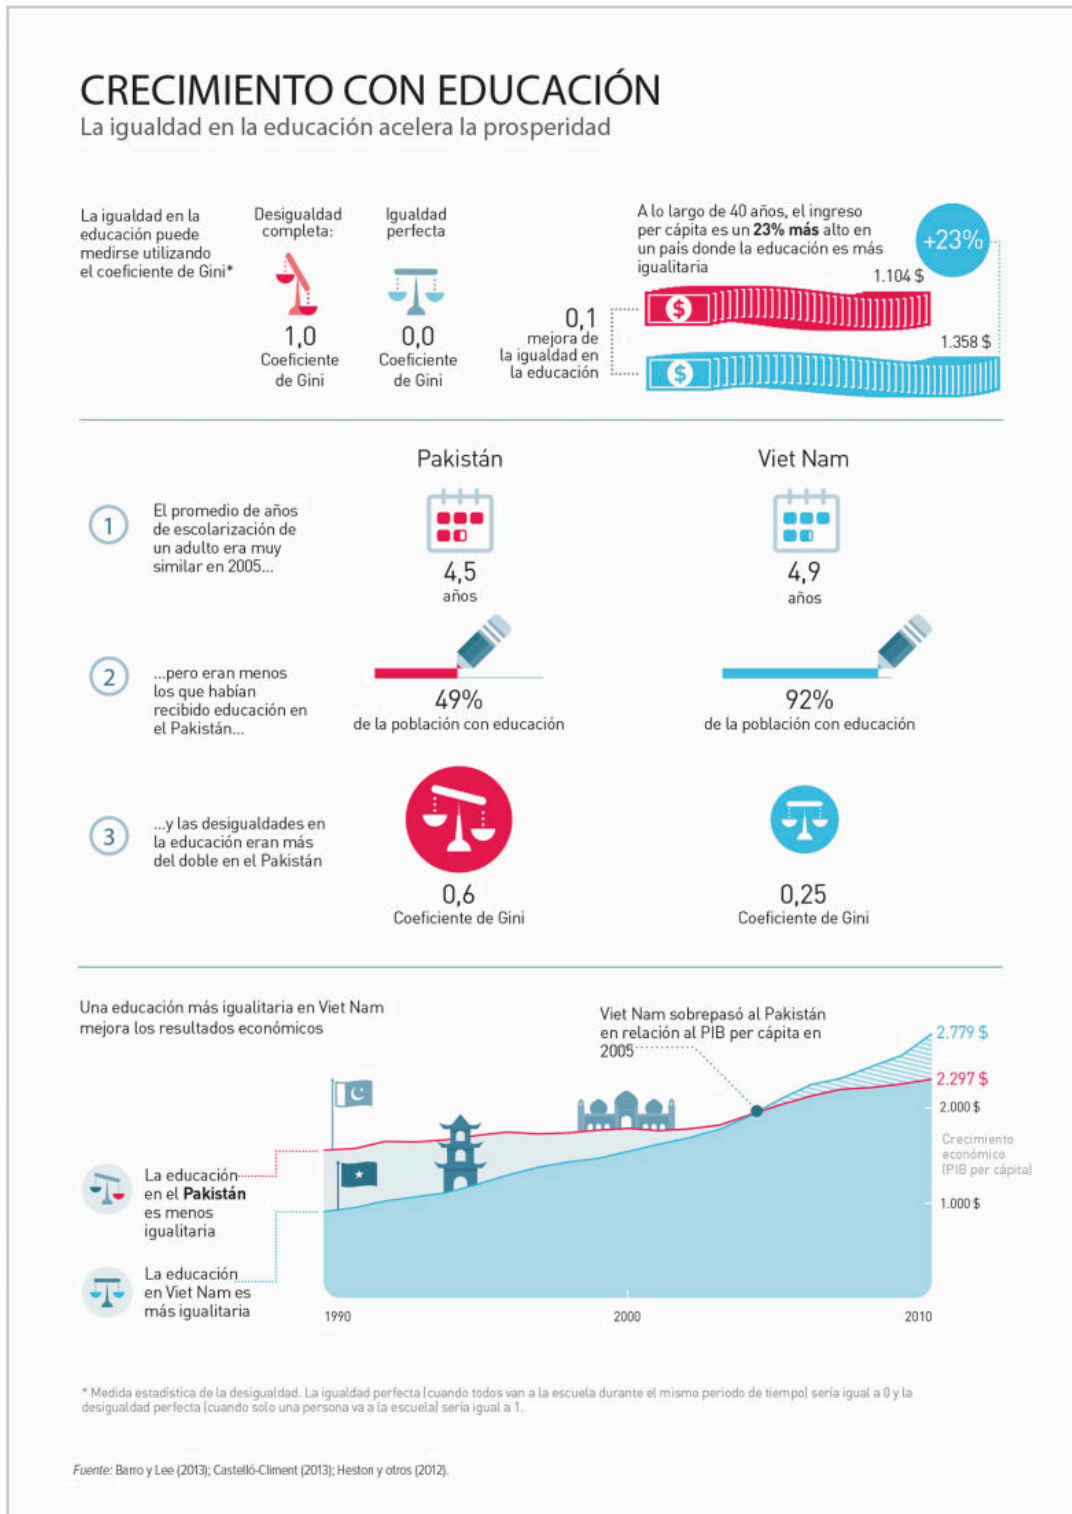 CRECIMIENTO CON EDUCACIÓN
La igualdad en la educación acelera la prosperidad
La igualdad en la
educación puede
medirse utilizando
el coeficiente de Gini*
Desigualdad
completa:
1,0
Coeficiente
de Gini
Igualdad
perfecta
0,0
Coeficiente
de Gini
0,1
mejora de
la igualdad en
la educación
A lo largo de 40 años, el ingreso
per cápita es un 23% más alto en
un país donde la educación es más
igualitaria
+23%
1.104 $
$
1.358 $
$
Pakistán
Viet Nam
1
El promedio de años
de escolarización de
un adulto era muy
similar en 2005...
4,5
años
4,9
años
2
...pero eran menos
los que habían
recibido educación en
el Pakistán...
49%
de la población con educación
92%
de la población con educación
3
...y las desigualdades en
la educación eran más
del doble en el Pakistán
0,6
Coeficiente de Gini
0,25
Coeficiente de Gini
Una educación más igualitaria en Viet Nam
mejora los resultados económicos
Viet Nam sobrepasó al Pakistán
en relación al PIB per cápita en
2005
2.779 $
2.297 $
2.000 $
Crecimiento
económico
(PIB per cápita)
1.000 $
La educación
en el Pakistán
es menos
igualitaria
La educación
en Viet Nam es
más igualitaria
1990
2000
2010
* Medida estadística de la desigualdad. La igualdad perfecta (cuando todos van a la escuela durante el mismo periodo de tiempo) sería igual a 0 y la
desigualdad perfecta (cuando solo una persona va a la escuela) sería igual a 1.
Fuente: Barro y Lee (2013); Castelló-Climent (2013); Heston y otros (2012).